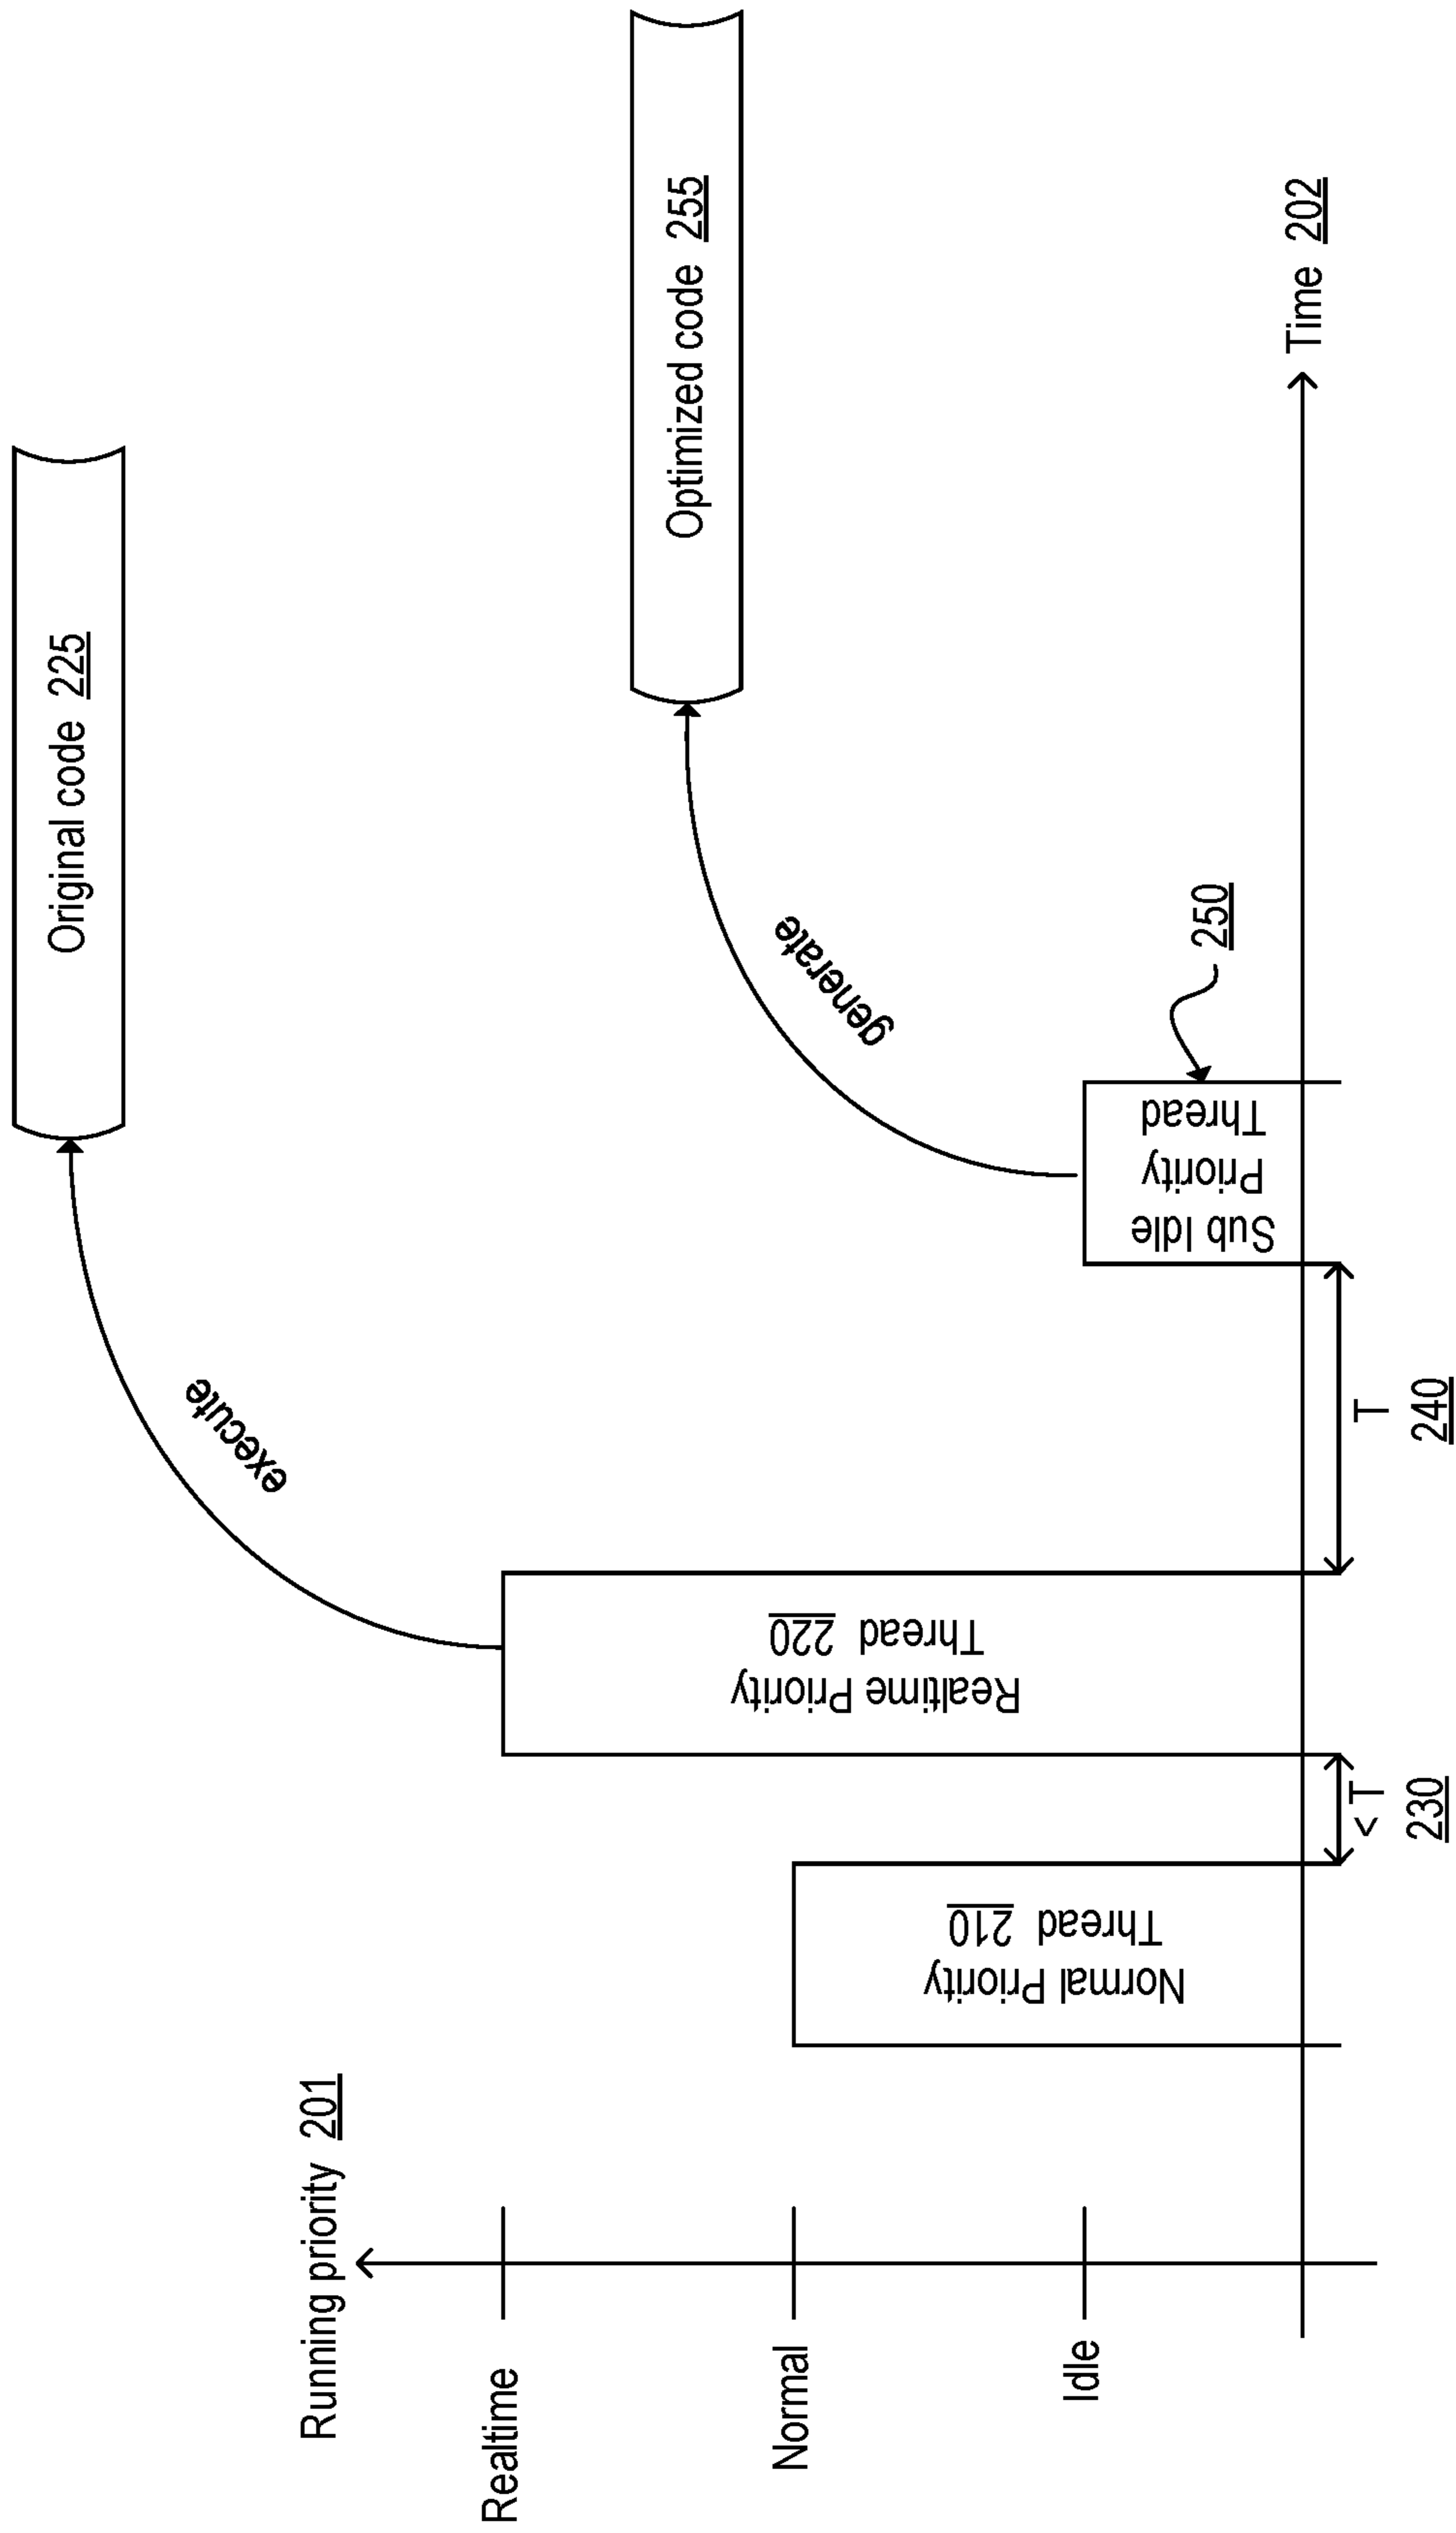 Running priority 201
Realtime
Normal
Idle
Normal Priority
Thread 210
Realtime Priority
Thread 220
Sub Idle
Priority
Thread
250
< T
230
T
240
Time 202
execute
Original code 225
generate
Optimized code 255